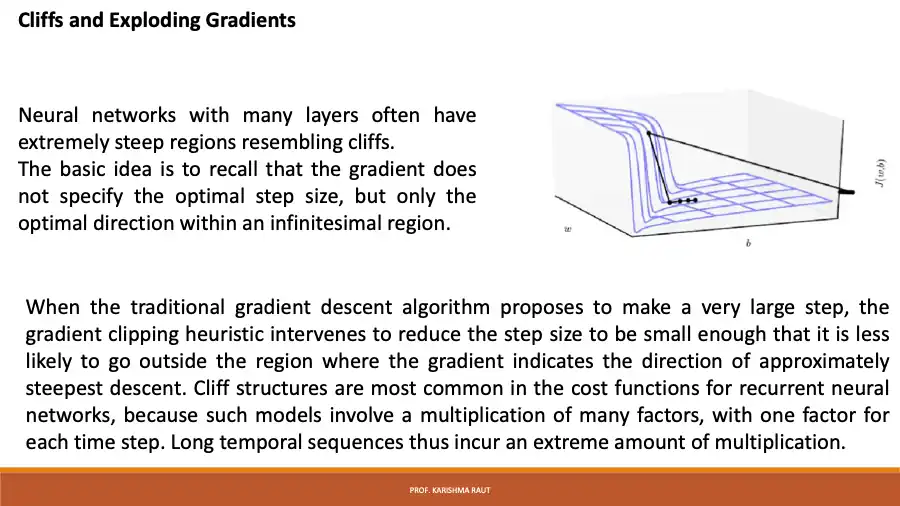 Cliffs and Exploding Gradients
Neural networks with many layers often have
extremely steep regions resembling cliffs.
The basic idea is to recall that the gradient does
not specify the optimal step size, but only the
optimal direction within an infinitesimal region.
J(w,b)
w
b
When the traditional gradient descent algorithm proposes to make a very large step, the
gradient clipping heuristic intervenes to reduce the step size to be small enough that it is less
likely to go outside the region where the gradient indicates the direction of approximately
steepest descent. Cliff structures are most common in the cost functions for recurrent neural
networks, because such models involve a multiplication of many factors, with one factor for
each time step. Long temporal sequences thus incur an extreme amount of multiplication.
PROF. KARISHMA RAUT